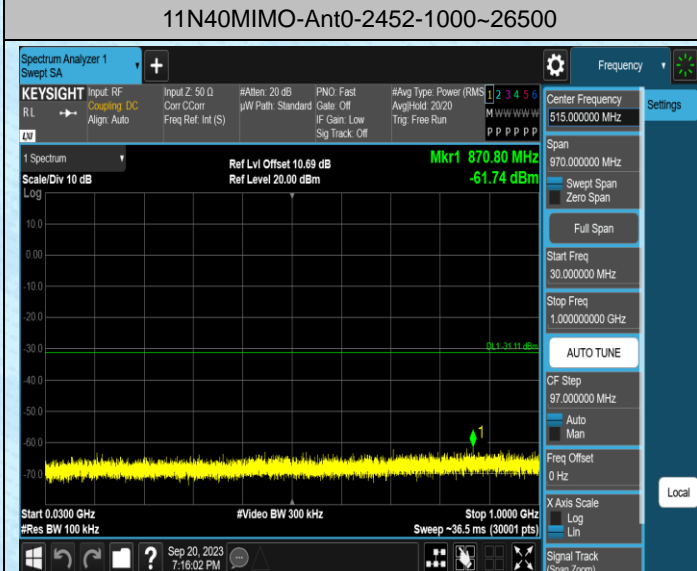 11N40MIMO-Ant0-2452-1000~26500
Spectrum Analyzer 1
Swept SA
Frequency
KEYSIGHT
RL
LXI
Input: RF
Coupling: DC
Align: Auto
Input Z: 50 Ω
Corr CCorr
Freq Ref: Int (S)
#Atten: 20 dB
µW Path: Standard
PNO: Fast
Gate: Off
IF Gain: Low
Sig Track: Off
#Avg Type: Power (RMS
Avg|Hold: 20/20
Trig: Free Run
1 2 3 4 5 6
M W W W W W
P P P P P P
1 Spectrum
Scale/Div 10 dB
Log
Ref Lvl Offset 10.69 dB
Ref Level 20.00 dBm
Mkr1 870.80 MHz
-61.74 dBm
10.0
0.00
-10.0
-20.0
-30.0
DL1 -31.11 dBm
-40.0
-50.0
1
-60.0
-70.0
Start 0.0300 GHz
#Res BW 100 kHz
#Video BW 300 kHz
Stop 1.0000 GHz
Sweep ~36.5 ms (30001 pts)
Center Frequency
515.000000 MHz
Settings
Span
970.000000 MHz
Swept Span
Zero Span
Full Span
Start Freq
30.000000 MHz
Stop Freq
1.000000000 GHz
AUTO TUNE
CF Step
97.000000 MHz
Auto
Man
Freq Offset
0 Hz
X Axis Scale
Log
Lin
Local
Signal Track
(Span Zoom)
?
Sep 20, 2023
7:16:02 PM